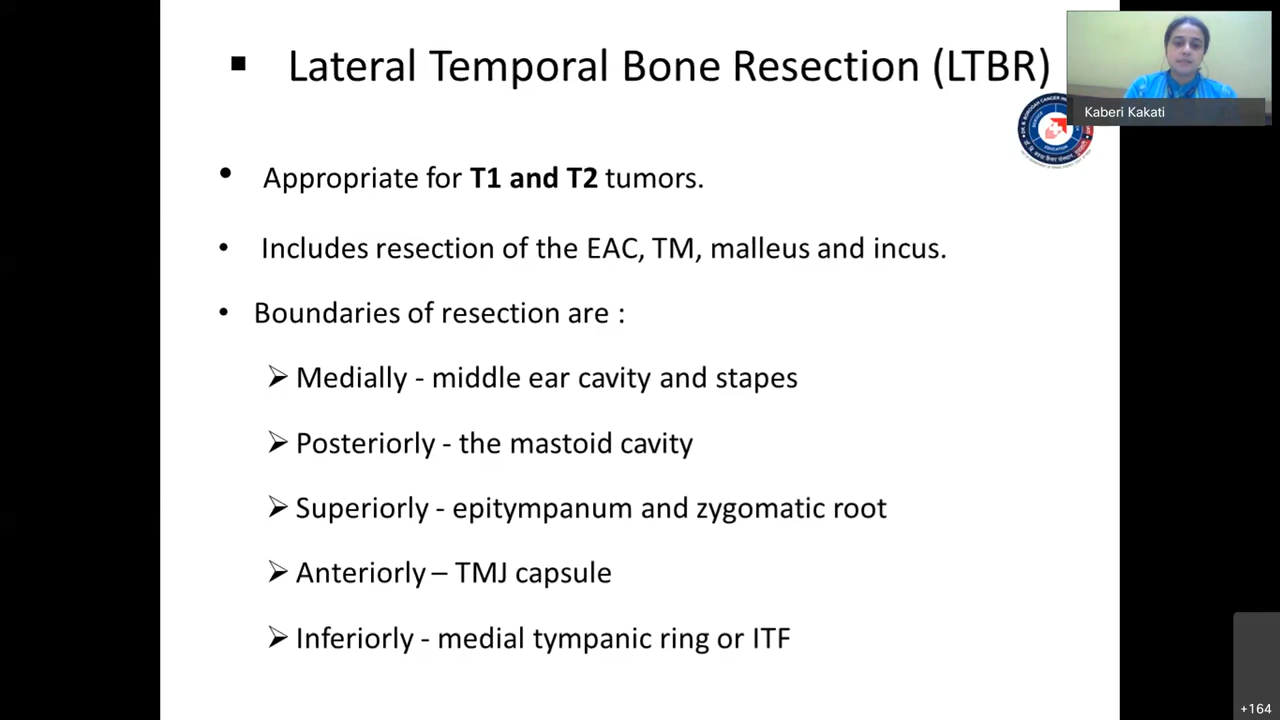 ▪ Lateral Temporal Bone Resection (LTBR)
Kaberi Kakati
• Appropriate for T1 and T2 tumors.
• Includes resection of the EAC, TM, malleus and incus.
• Boundaries of resection are :
➢ Medially - middle ear cavity and stapes
➢ Posteriorly - the mastoid cavity
➢ Superiorly - epitympanum and zygomatic root
➢ Anteriorly – TMJ capsule
➢ Inferiorly - medial tympanic ring or ITF
+164